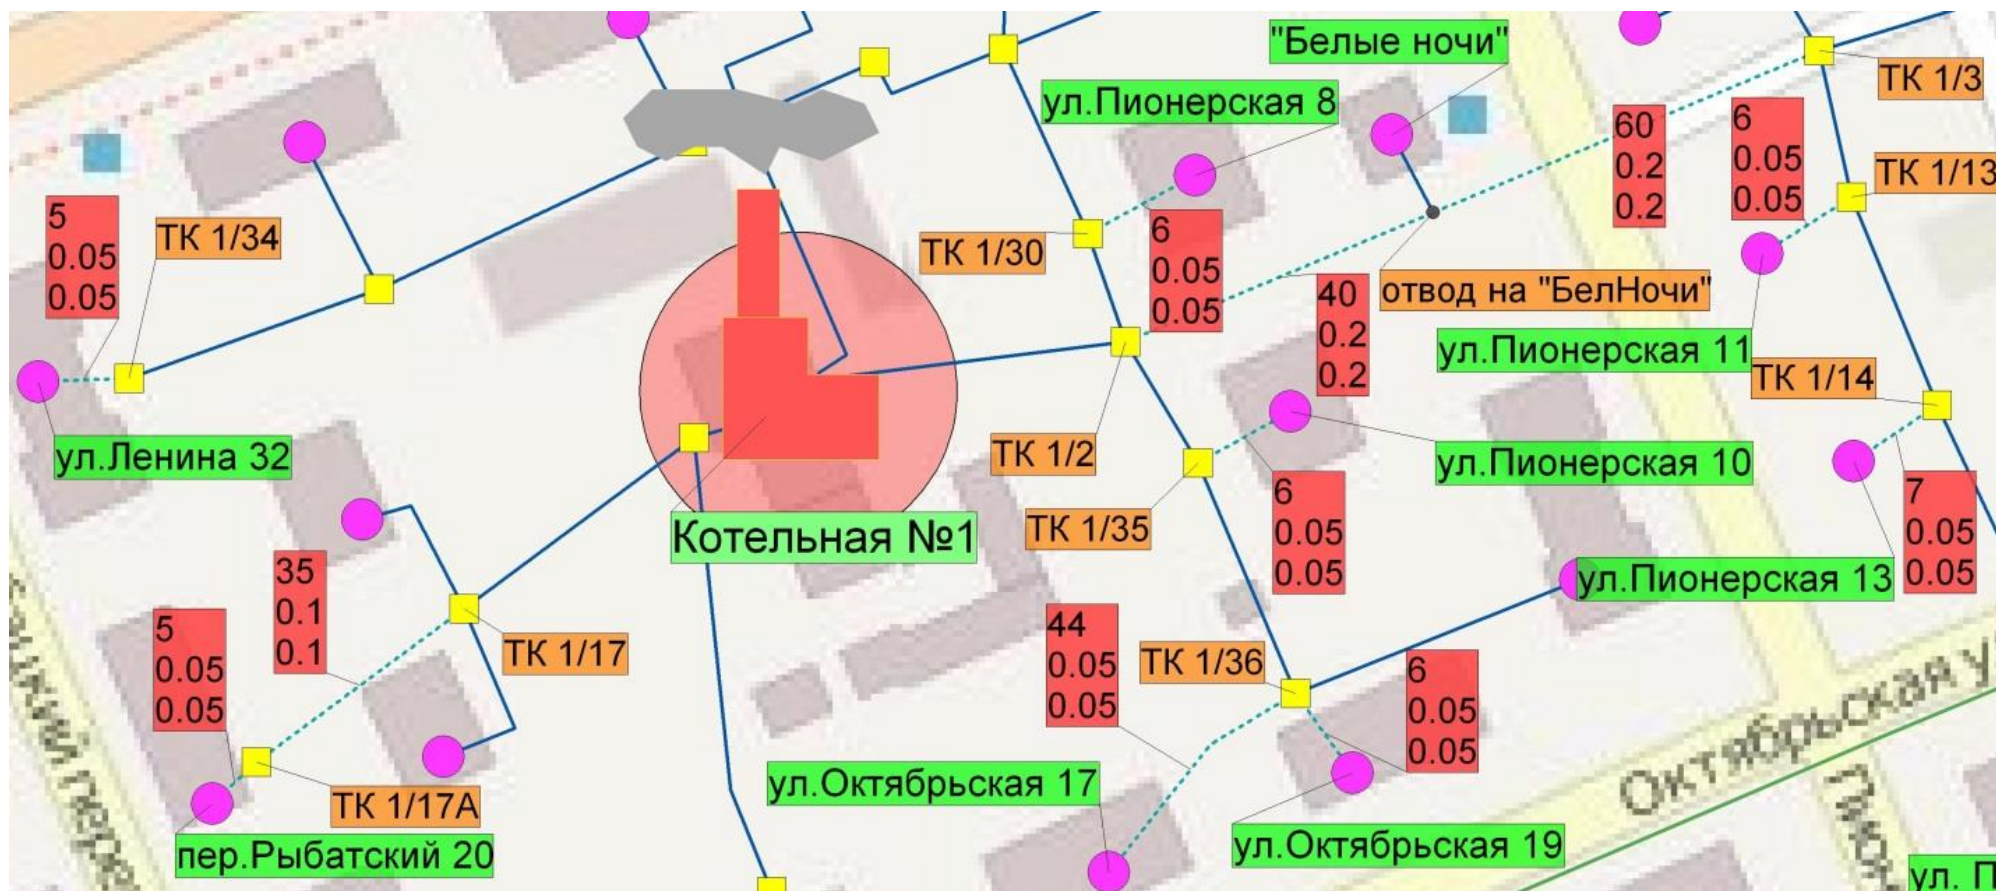 "Белые ночи"
ул.Пионерская 8
ТК 1/3
60
0.2
0.2
6
0.05
0.05
ТК 1/13
5
0.05
0.05
ТК 1/34
ТК 1/30
6
0.05
0.05
отвод на "БелНочи"
40
0.2
0.2
ул.Пионерская 11
ТК 1/14
ул.Ленина 32
ТК 1/2
ул.Пионерская 10
6
0.05
0.05
7
0.05
0.05
ТК 1/35
Котельная №1
35
0.1
0.1
ул.Пионерская 13
5
0.05
0.05
ТК 1/17
44
0.05
0.05
ТК 1/36
6
0.05
0.05
Октябрьская у
ул.Октябрьская 17
ТК 1/17А
пер.Рыбатский 20
ул.Октябрьская 19
ул. П